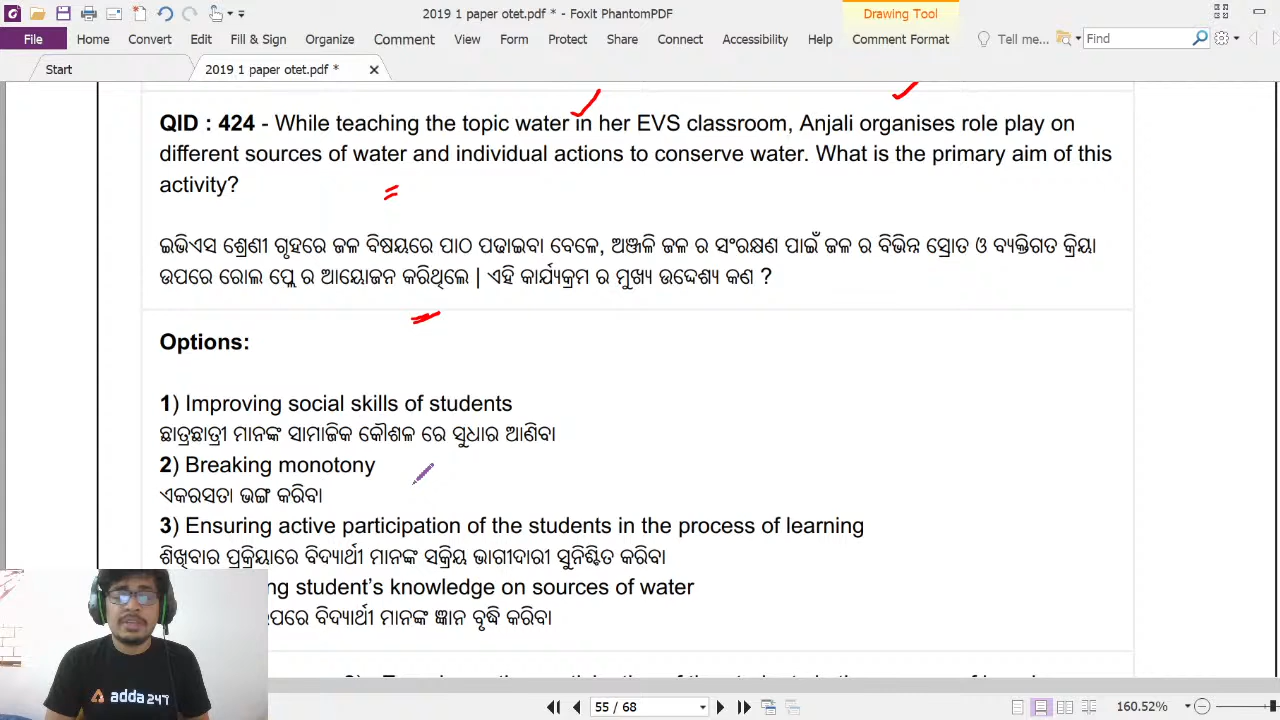 2019 1 paper otet.pdf * - Foxit PhantomPDF
Drawing Tool
File Home Convert Edit Fill & Sign Organize Comment View Form Protect Share Connect Accessibility Help Comment Format Tell me... Find
Start 2019 1 paper otet.pdf *
QID : 424 - While teaching the topic water in her EVS classroom, Anjali organises role play on
different sources of water and individual actions to conserve water. What is the primary aim of this
activity?
ଇଭିଏସ ଶ୍ରେଣୀ ଗୃହରେ ଜଳ ବିଷୟରେ ପାଠ ପଢାଇବା ବେଳେ, ଅଞ୍ଜଳି ଜଳ ର ସଂରକ୍ଷଣ ପାଇଁ ଜଳ ର ବିଭିନ୍ନ ସ୍ରୋତ ଓ ବ୍ୟକ୍ତିଗତ କ୍ରିୟା
ଉପରେ ରୋଲ ପ୍ଲେ ର ଆୟୋଜନ କରିଥିଲେ | ଏହି କାର୍ଯ୍ୟକ୍ରମ ର ମୁଖ୍ୟ ଉଦ୍ଦେଶ୍ୟ କଣ ?
Options:
1) Improving social skills of students
ଛାତ୍ରଛାତ୍ରୀ ମାନଙ୍କ ସାମାଜିକ କୌଶଳ ରେ ସୁଧାର ଆଣିବା
2) Breaking monotony
ଏକରସତା ଭଙ୍ଗ କରିବା
3) Ensuring active participation of the students in the process of learning
ଶିଖିବାର ପ୍ରକ୍ରିୟାରେ ବିଦ୍ୟାର୍ଥୀ ମାନଙ୍କ ସକ୍ରିୟ ଭାଗୀଦାରୀ ସୁନିଶ୍ଚିତ କରିବା
ng student's knowledge on sources of water
ପରେ ବିଦ୍ୟାର୍ଥୀ ମାନଙ୍କ ଜ୍ଞାନ ବୃଦ୍ଧି କରିବା
adda247
55 / 68
160.52%